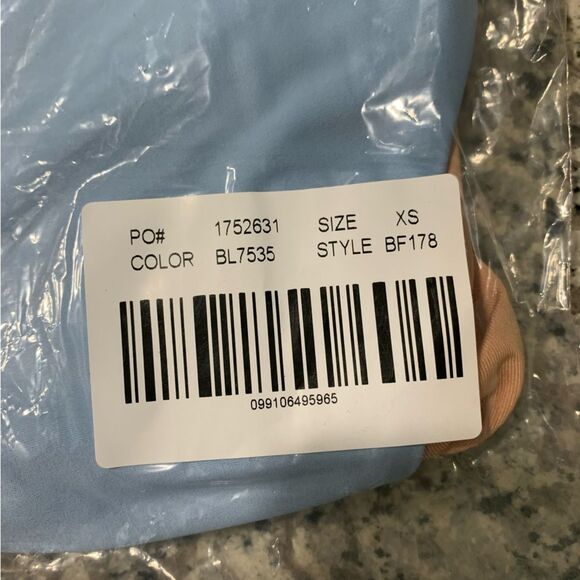 PO# 1752631 SIZE XS
COLOR BL7535 STYLE BF178
099106495965